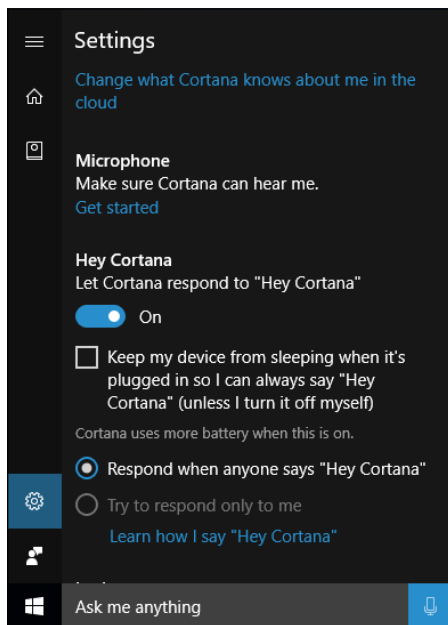 Settings
Change what Cortana knows about me in the
cloud
Microphone
Make sure Cortana can hear me.
Get started
Hey Cortana
Let Cortana respond to "Hey Cortana"
On
Keep my device from sleeping when it's
plugged in so I can always say "Hey
Cortana" (unless I turn it off myself)
Cortana uses more battery when this is on.
Respond when anyone says "Hey Cortana"
Try to respond only to me
Learn how I say "Hey Cortana"
Ask me anything